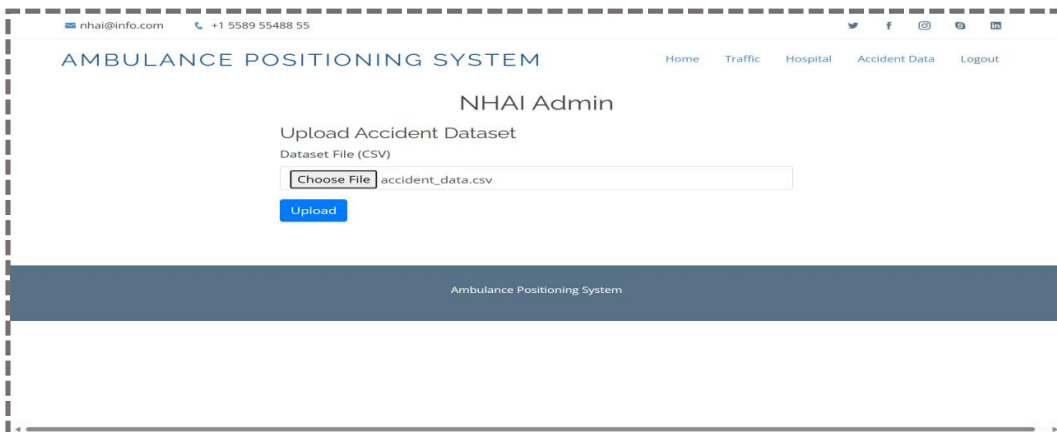 nhai@info.com +1 5589 55488 55
AMBULANCE POSITIONING SYSTEM Home Traffic Hospital Accident Data Logout
NHAI Admin
Upload Accident Dataset
Dataset File (CSV)
Choose File accident_data.csv
Upload
Ambulance Positioning System